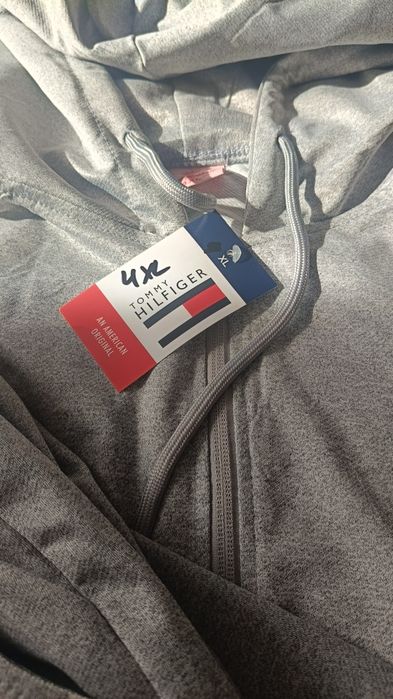 XL
4XL
TOMMY
HILFIGER
AN AMERICAN
ORIGINAL